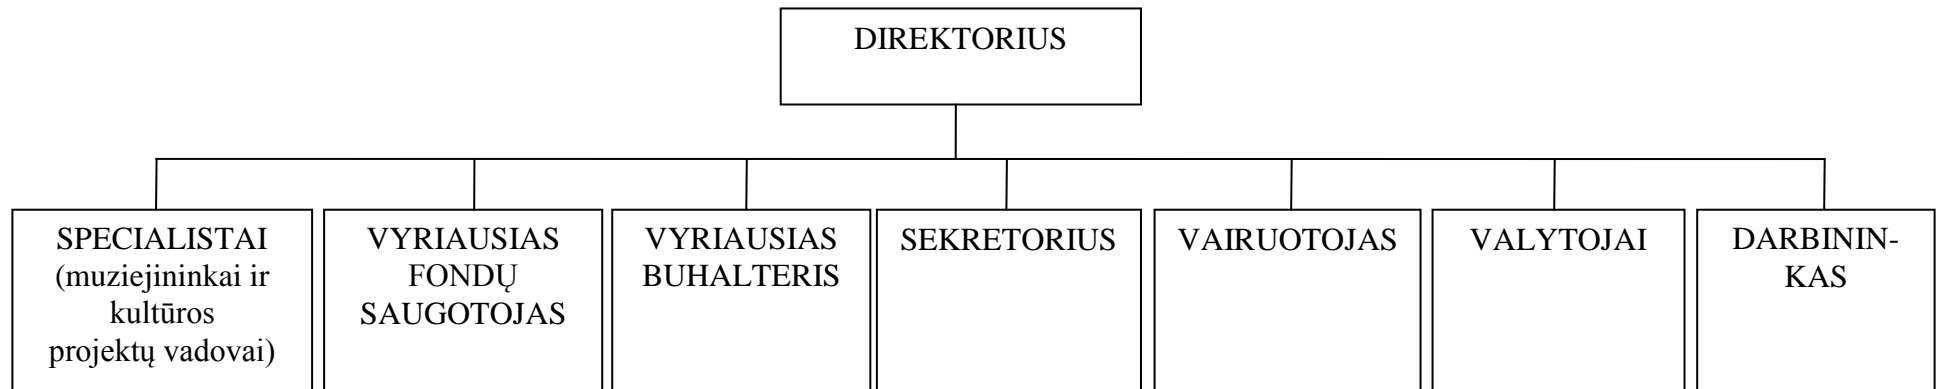 DIREKTORIUS
SPECIALISTAI
(muziejininkai ir
kultūros
projektų vadovai)
VYRIAUSIAS
FONDŲ
SAUGOTOJAS
VYRIAUSIAS
BUHALTERIS
SEKRETORIUS
VAIRUOTOJAS
VALYTOJAI
DARBININ-
KAS